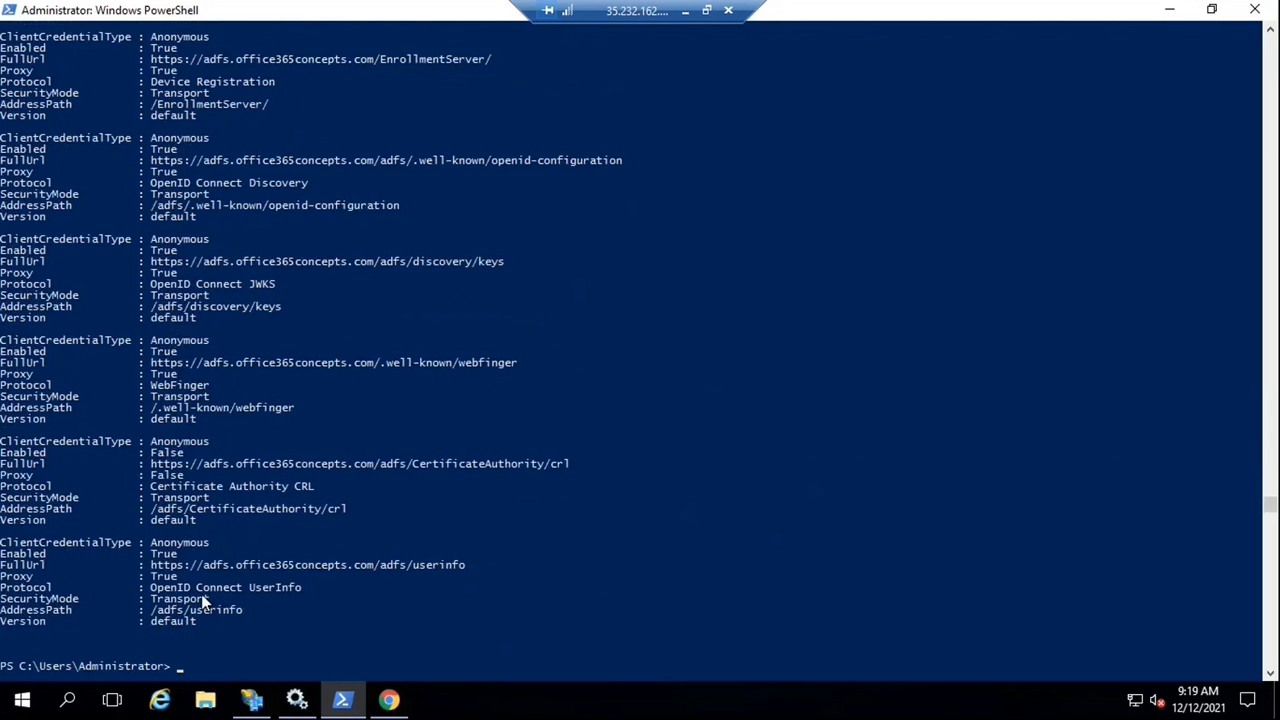 Administrator: Windows PowerShell
35.232.162....
ClientCredentialType : Anonymous
Enabled : True
FullUrl : https://adfs.office365concepts.com/EnrollmentServer/
Proxy : True
Protocol : Device Registration
SecurityMode : Transport
AddressPath : /EnrollmentServer/
Version : default
ClientCredentialType : Anonymous
Enabled : True
FullUrl : https://adfs.office365concepts.com/adfs/.well-known/openid-configuration
Proxy : True
Protocol : OpenID Connect Discovery
SecurityMode : Transport
AddressPath : /adfs/.well-known/openid-configuration
Version : default
ClientCredentialType : Anonymous
Enabled : True
FullUrl : https://adfs.office365concepts.com/adfs/discovery/keys
Proxy : True
Protocol : OpenID Connect JWKS
SecurityMode : Transport
AddressPath : /adfs/discovery/keys
Version : default
ClientCredentialType : Anonymous
Enabled : True
FullUrl : https://adfs.office365concepts.com/.well-known/webfinger
Proxy : True
Protocol : WebFinger
SecurityMode : Transport
AddressPath : /.well-known/webfinger
Version : default
ClientCredentialType : Anonymous
Enabled : False
FullUrl : https://adfs.office365concepts.com/adfs/CertificateAuthority/crl
Proxy : False
Protocol : Certificate Authority CRL
SecurityMode : Transport
AddressPath : /adfs/CertificateAuthority/crl
Version : default
ClientCredentialType : Anonymous
Enabled : True
FullUrl : https://adfs.office365concepts.com/adfs/userinfo
Proxy : True
Protocol : OpenID Connect UserInfo
SecurityMode : Transport
AddressPath : /adfs/userinfo
Version : default
PS C:\Users\Administrator> _
9:19 AM
12/12/2021